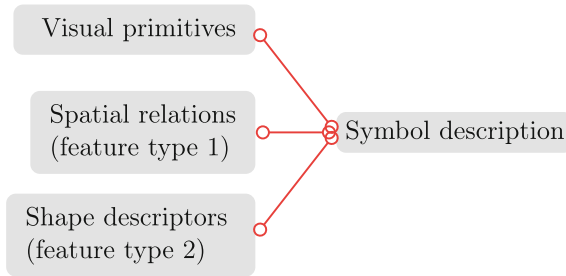 Visual primitives
Spatial relations
(feature type 1)
Symbol description
Shape descriptors
(feature type 2)